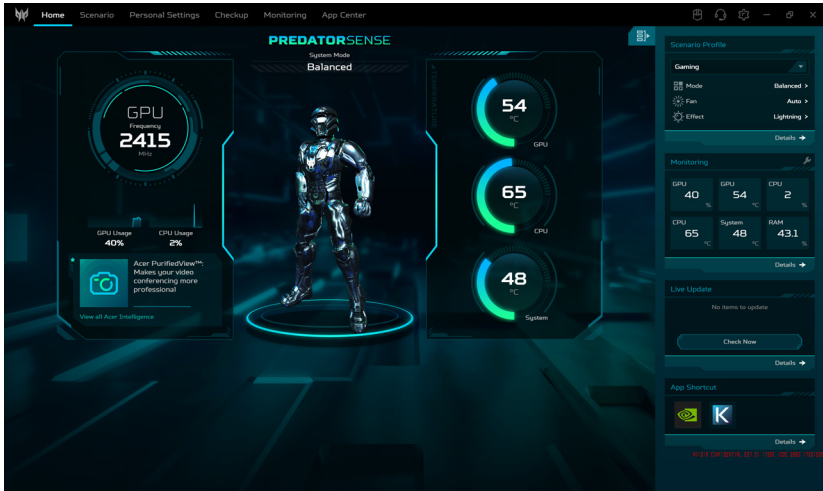 Home Scenario Personal Settings Checkup Monitoring App Center
PREDATORSENSE
System Mode
Balanced
GPU
Frequency
2415
MHz
GPU Usage
40%
CPU Usage
2%
Acer PurifiedView™:
Makes your video
conferencing more
professional
View all Acer Intelligence
54
°C
GPU
65
°C
CPU
48
°C
System
Scenario Profile
Gaming
Mode Balanced >
Fan Auto >
Effect Lightning >
Details →
Monitoring
GPU GPU CPU
40 % 54 °C 2 %
CPU System RAM
65 °C 48 °C 43.1 %
Details →
Live Update
No items to update
Check Now
Details →
App Shortcut
K
Details →